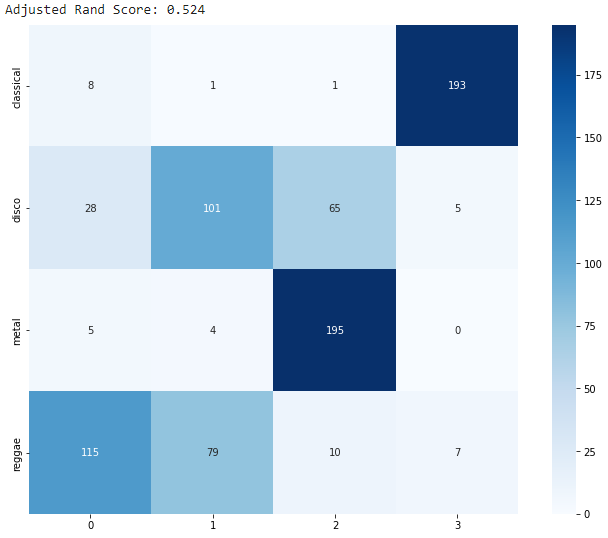 Adjusted Rand Score: 0.524
classical 8 1 1 193
disco 28 101 65 5
metal 5 4 195 0
reggae 115 79 10 7
0 1 2 3
175
150
125
100
75
50
25
0